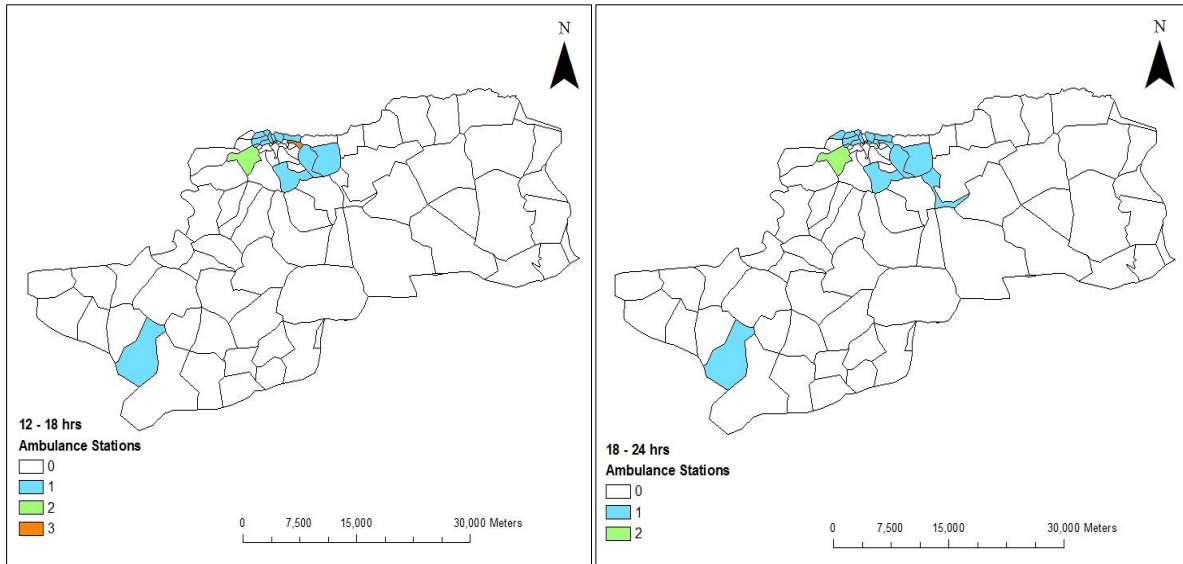 N
12 - 18 hrs
Ambulance Stations
0
1
2
3
0 7,500 15,000 30,000 Meters
N
18 - 24 hrs
Ambulance Stations
0
1
2
0 7,500 15,000 30,000 Meters